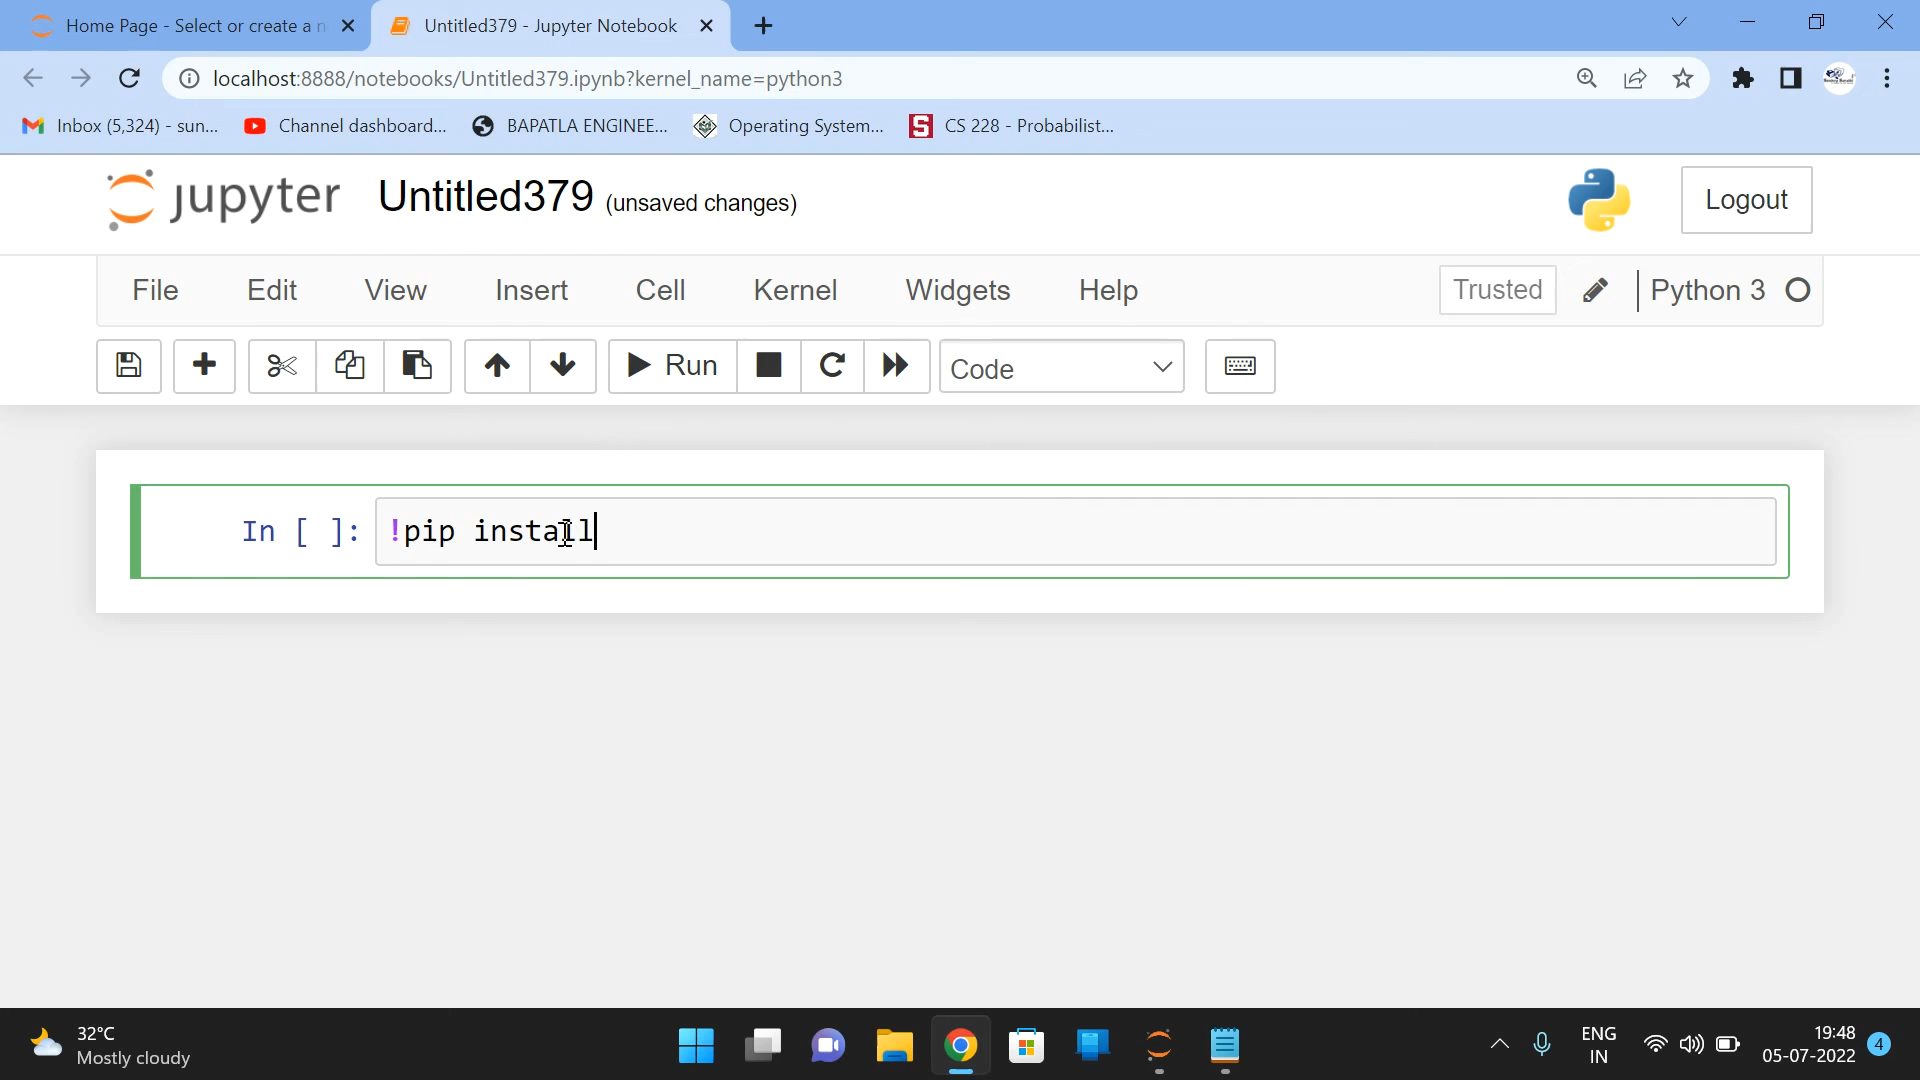 Home Page - Select or create a n
Untitled379 - Jupyter Notebook
localhost:8888/notebooks/Untitled379.ipynb?kernel_name=python3
Inbox (5,324) - sun...
Channel dashboard...
BAPATLA ENGINEE...
Operating System...
CS 228 - Probabilist...
jupyter
Untitled379 (unsaved changes)
Logout
File Edit View Insert Cell Kernel Widgets Help
Trusted
Python 3
Run
Code
In [ ]: !pip install
32°C
Mostly cloudy
ENG
IN
19:48
05-07-2022
4